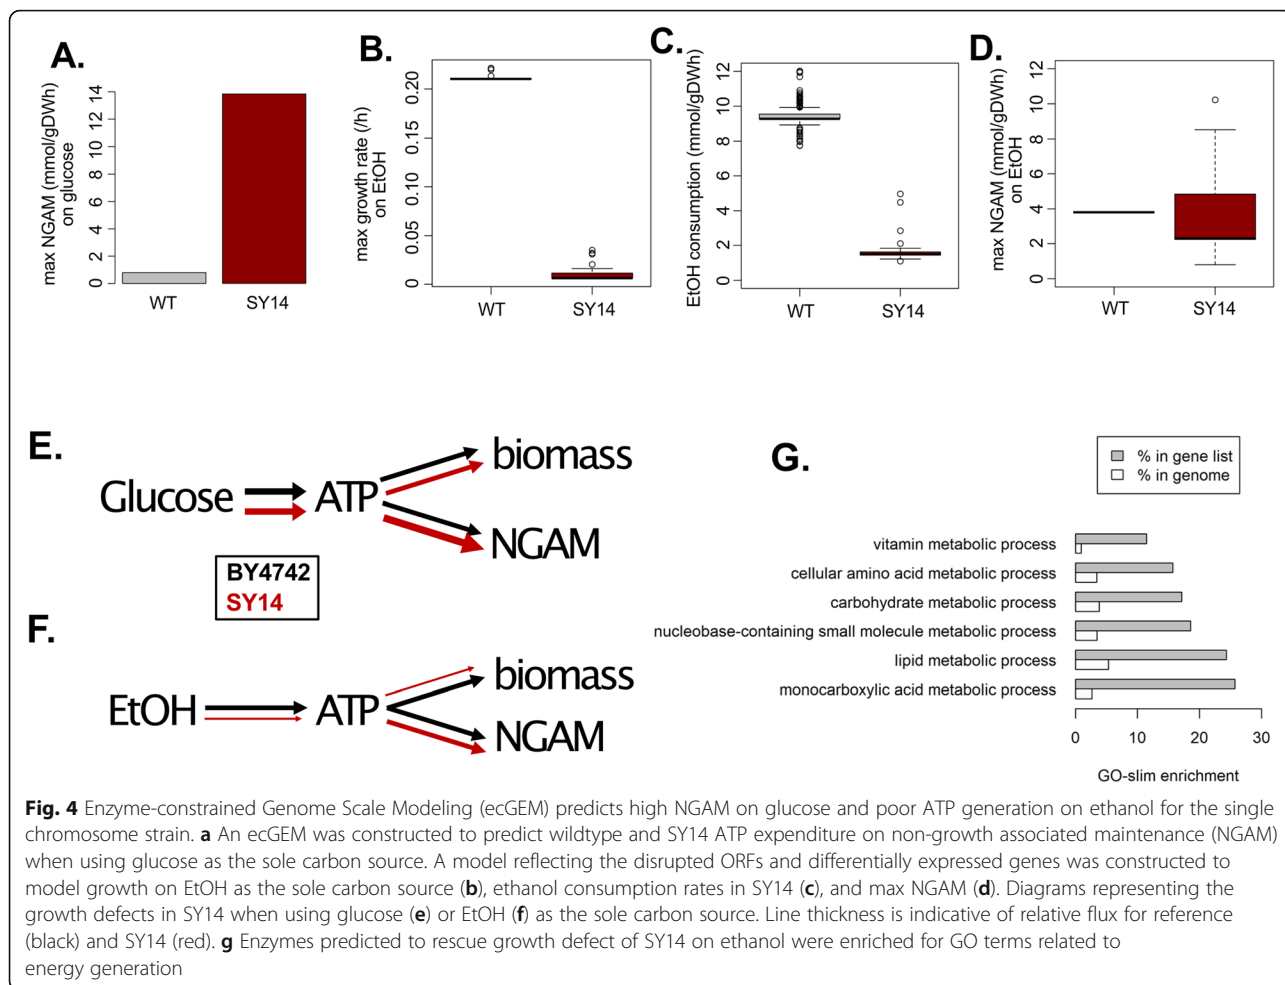 A.
max NGAM (mmol/gDWh)
on glucose
14
12
10
8
6
4
2
0
WT
SY14
B.
max growth rate (/h)
on EtOH
0.20
0.15
0.10
0.05
0.00
WT
SY14
C.
EtOH consumption (mmol/gDWh)
12
10
8
6
4
2
0
WT
SY14
D.
max NGAM (mmol/gDWh)
on EtOH
12
10
8
6
4
2
0
WT
SY14
E.
Glucose
ATP
biomass
NGAM
BY4742
SY14
F.
EtOH
ATP
biomass
NGAM
G.
% in gene list
% in genome
vitamin metabolic process
cellular amino acid metabolic process
carbohydrate metabolic process
nucleobase-containing small molecule metabolic process
lipid metabolic process
monocarboxylic acid metabolic process
0 10 20 30
GO-slim enrichment
Fig. 4 Enzyme-constrained Genome Scale Modeling (ecGEM) predicts high NGAM on glucose and poor ATP generation on ethanol for the single
chromosome strain. a An ecGEM was constructed to predict wildtype and SY14 ATP expenditure on non-growth associated maintenance (NGAM)
when using glucose as the sole carbon source. A model reflecting the disrupted ORFs and differentially expressed genes was constructed to
model growth on EtOH as the sole carbon source (b), ethanol consumption rates in SY14 (c), and max NGAM (d). Diagrams representing the
growth defects in SY14 when using glucose (e) or EtOH (f) as the sole carbon source. Line thickness is indicative of relative flux for reference
(black) and SY14 (red). g Enzymes predicted to rescue growth defect of SY14 on ethanol were enriched for GO terms related to
energy generation